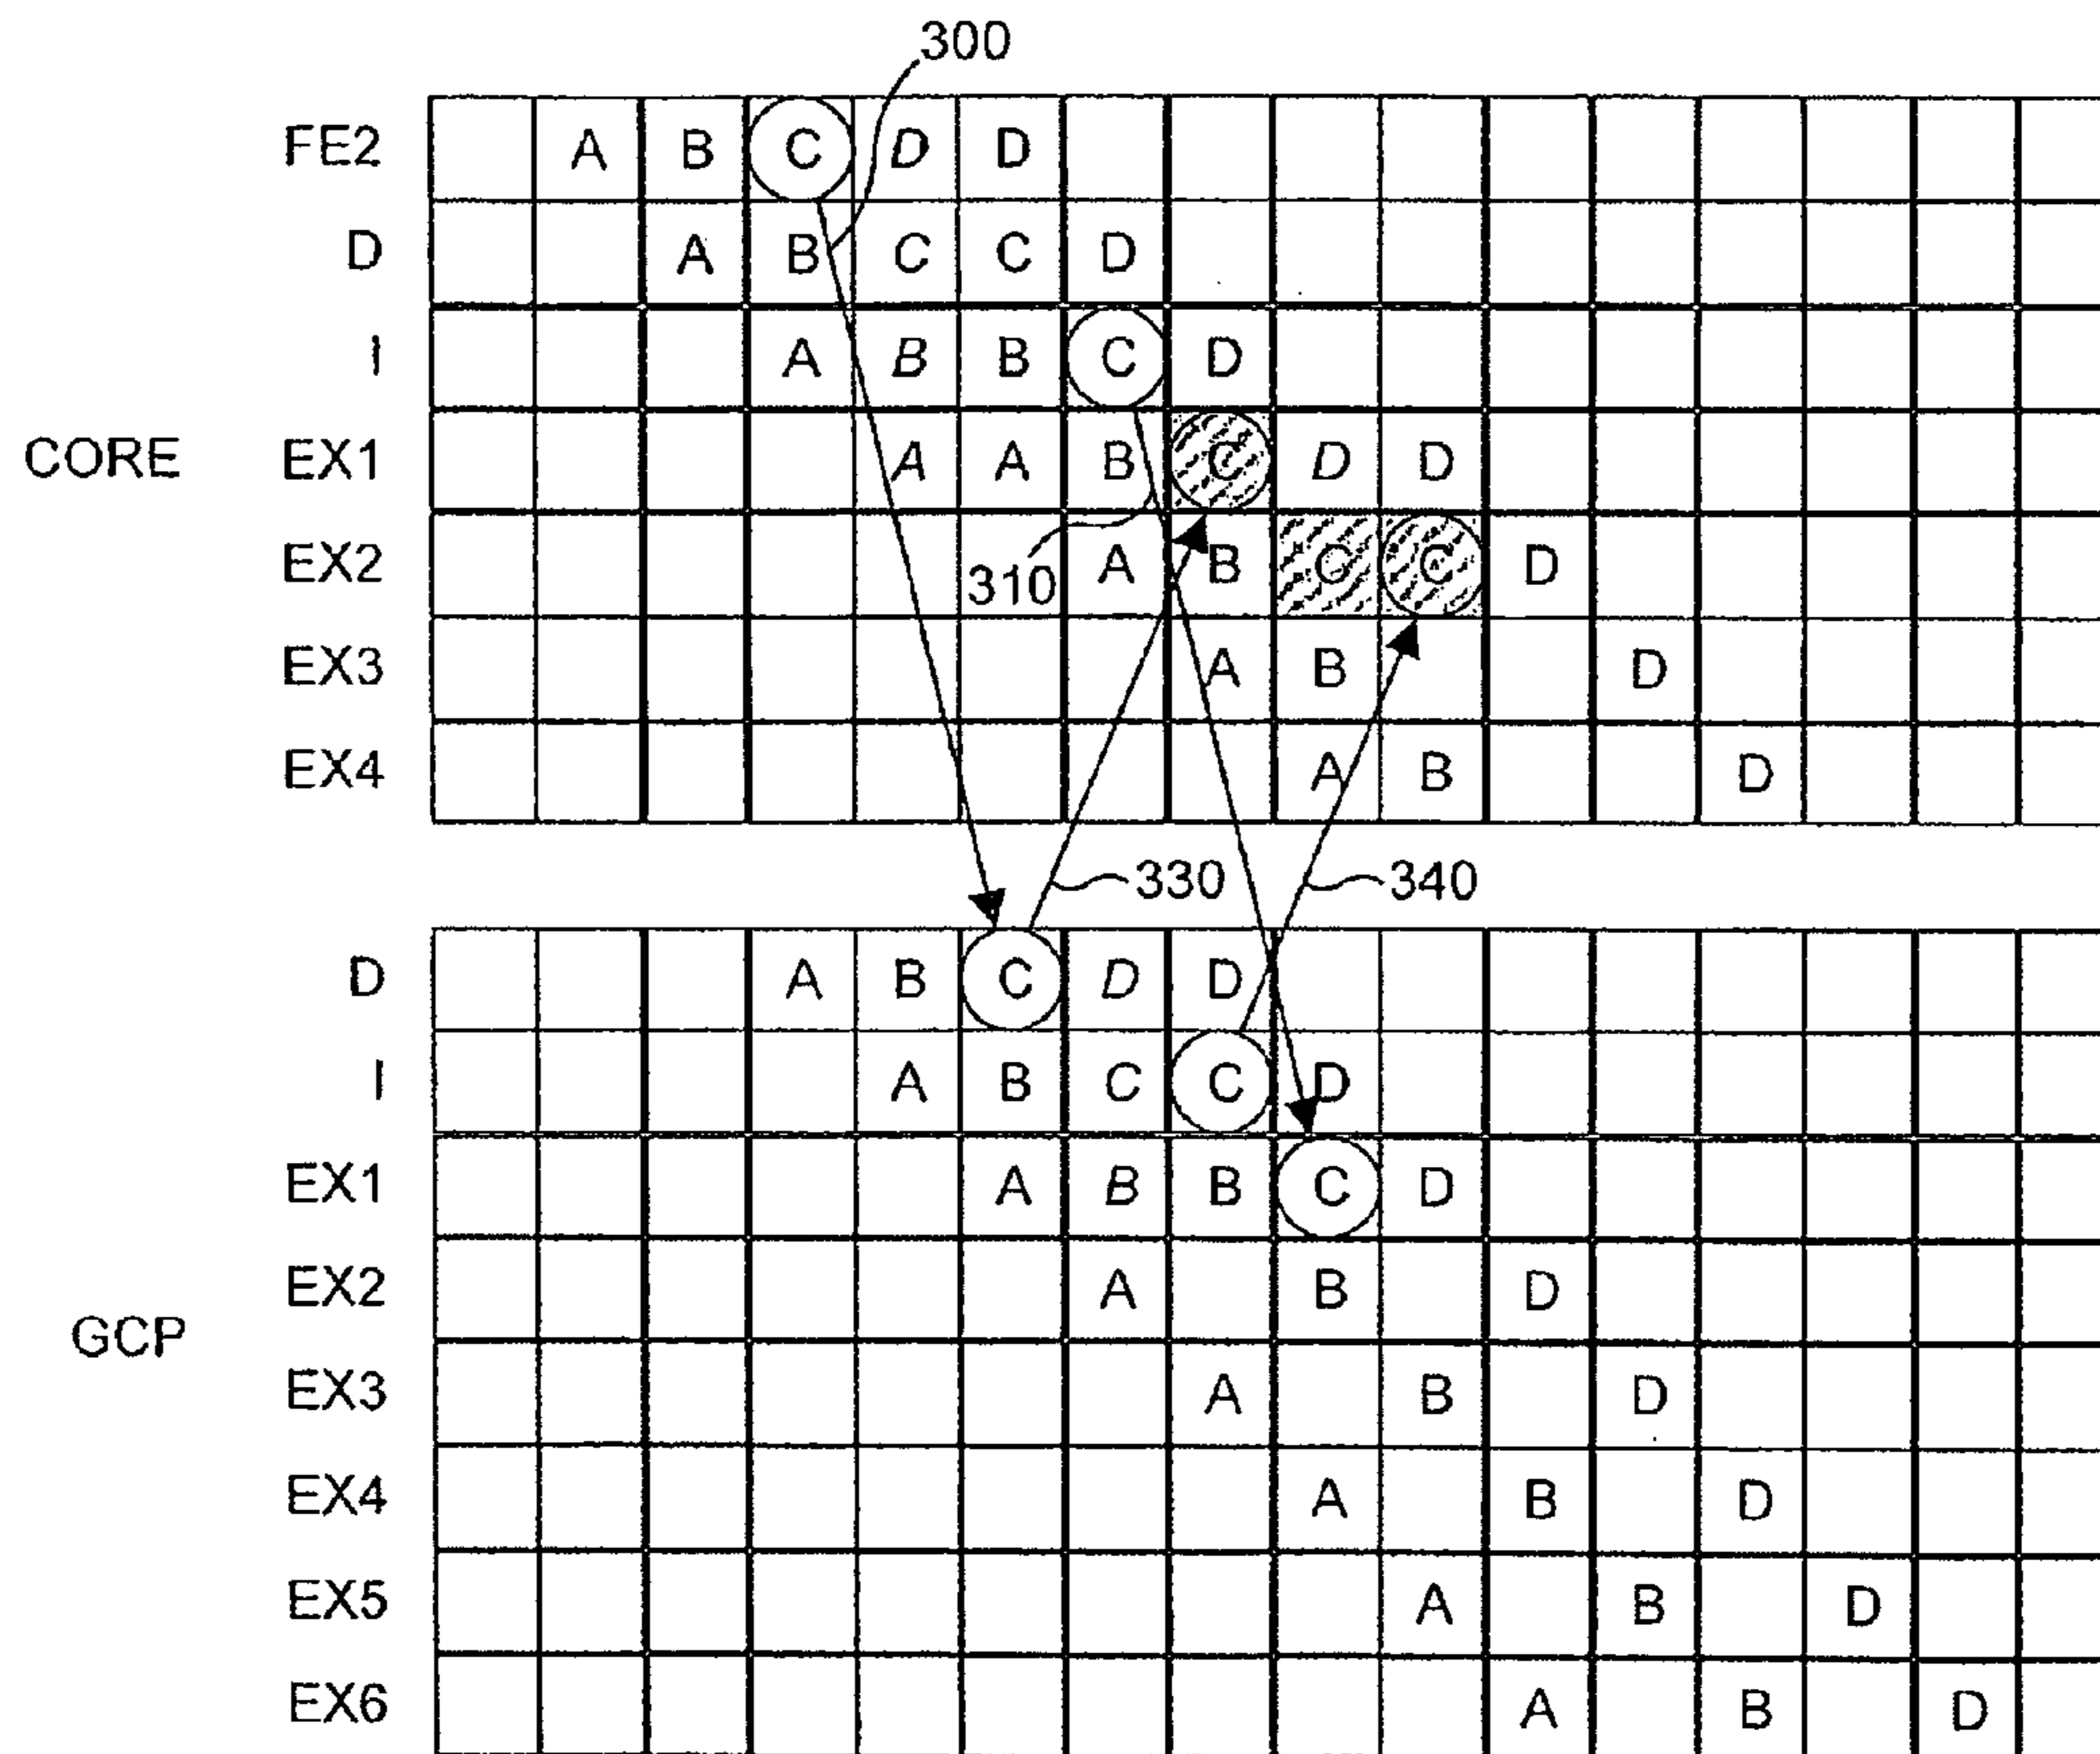 300
FE2 A B C D D
D A B C C D
I A B B C D
CORE EX1 A A B C D D
EX2 310 A B C C D
EX3 A B D
EX4 A B D
330 340
D A B C D D
I A B C C D
EX1 A B B C D
EX2 A B D
GCP
EX3 A B D
EX4 A B D
EX5 A B D
EX6 A B D